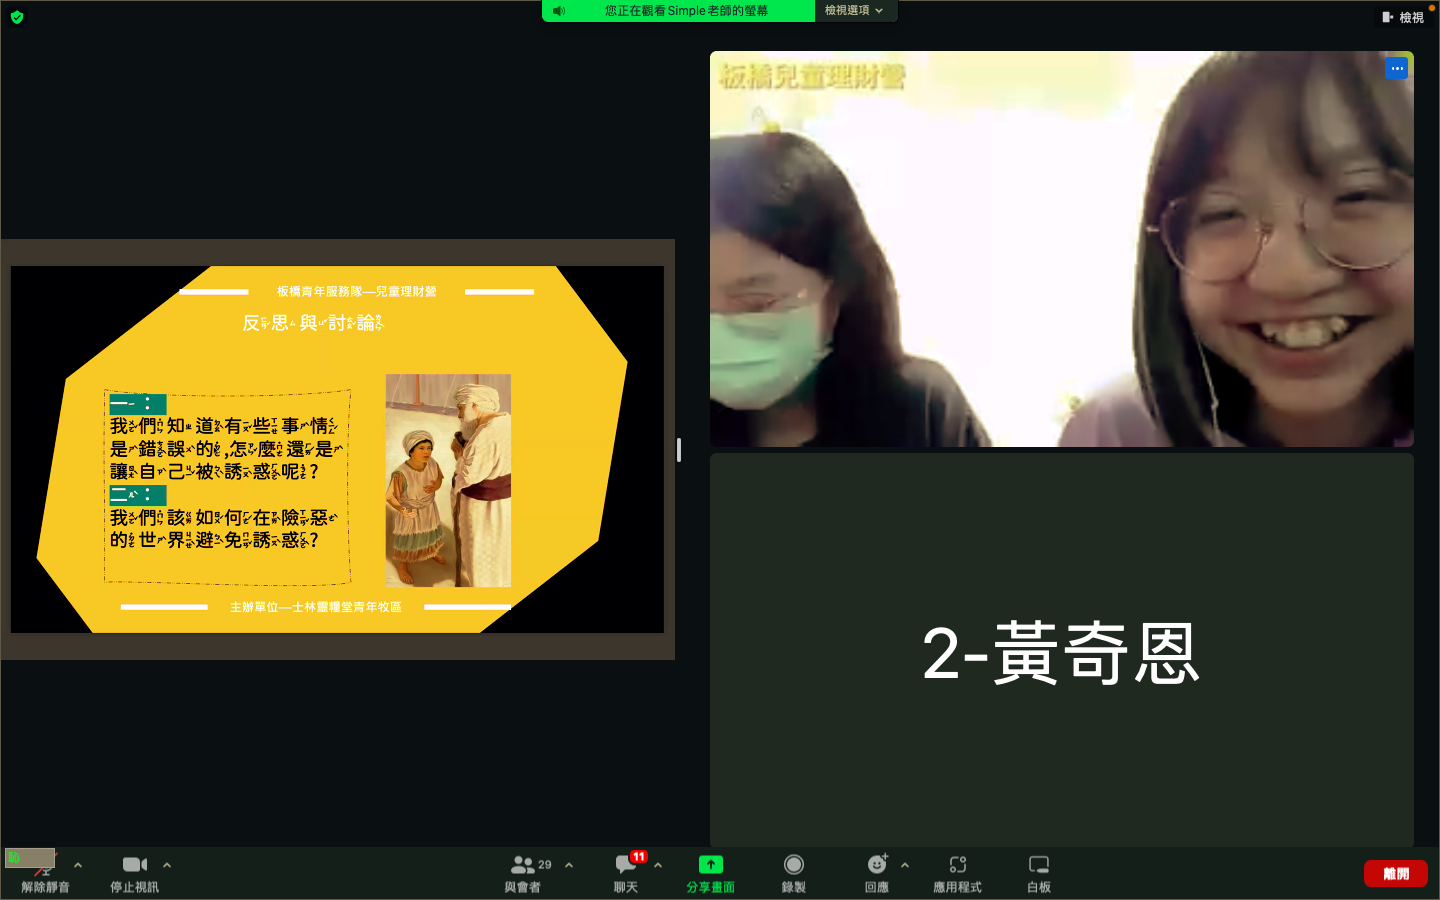 您正在觀看Simple老師的螢幕
檢視選項
檢視
板橋青年服務隊—兒童理財營
反思與討論
一：
我們知道有些事情
是錯誤的,怎麼還是
讓自己被誘惑呢?
二：
我們該如何在險惡
的世界避免誘惑?
主辦單位—士林靈糧堂青年牧區
板橋兒童理財營
2-黃奇恩
解除靜音
停止視訊
29
與會者
11
聊天
分享畫面
錄製
回應
應用程式
白板
離開